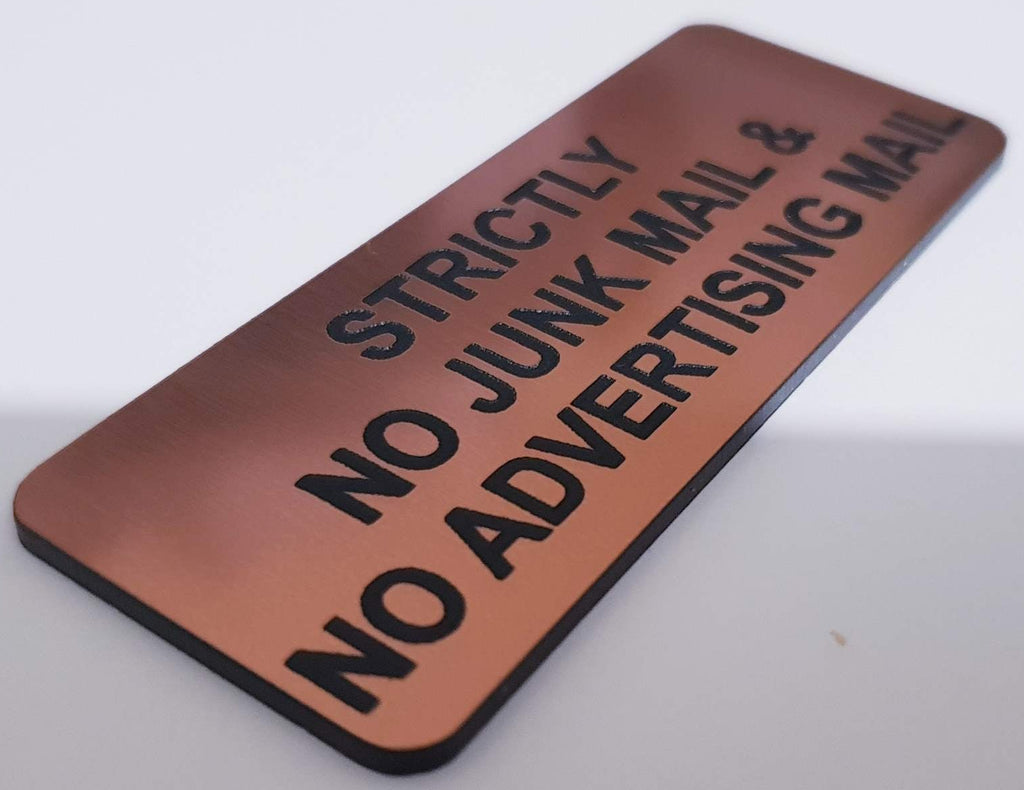 STRICTLY
NO JUNK MAIL &
NO ADVERTISING MAIL